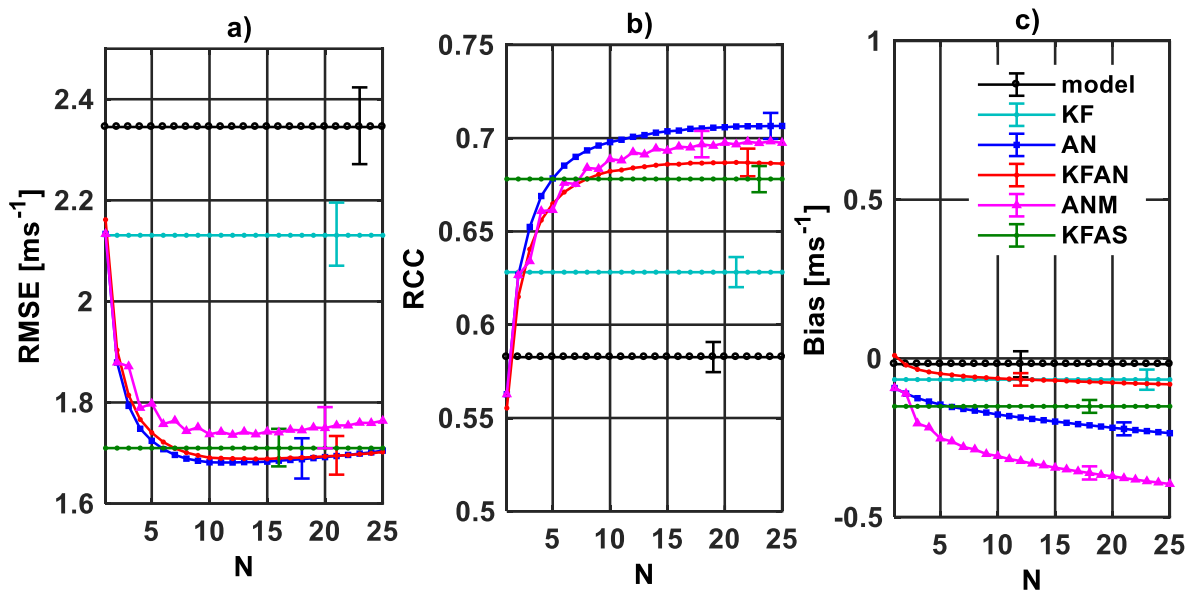 a)
2.4
2.2
2
1.8
1.6
RMSE [ms-1]
5 10 15 20 25
N
b)
0.75
0.7
0.65
0.6
0.55
0.5
RCC
5 10 15 20 25
N
c)
1
0.5
0
-0.5
Bias [ms-1]
model
KF
AN
KFAN
ANM
KFAS
5 10 15 20 25
N